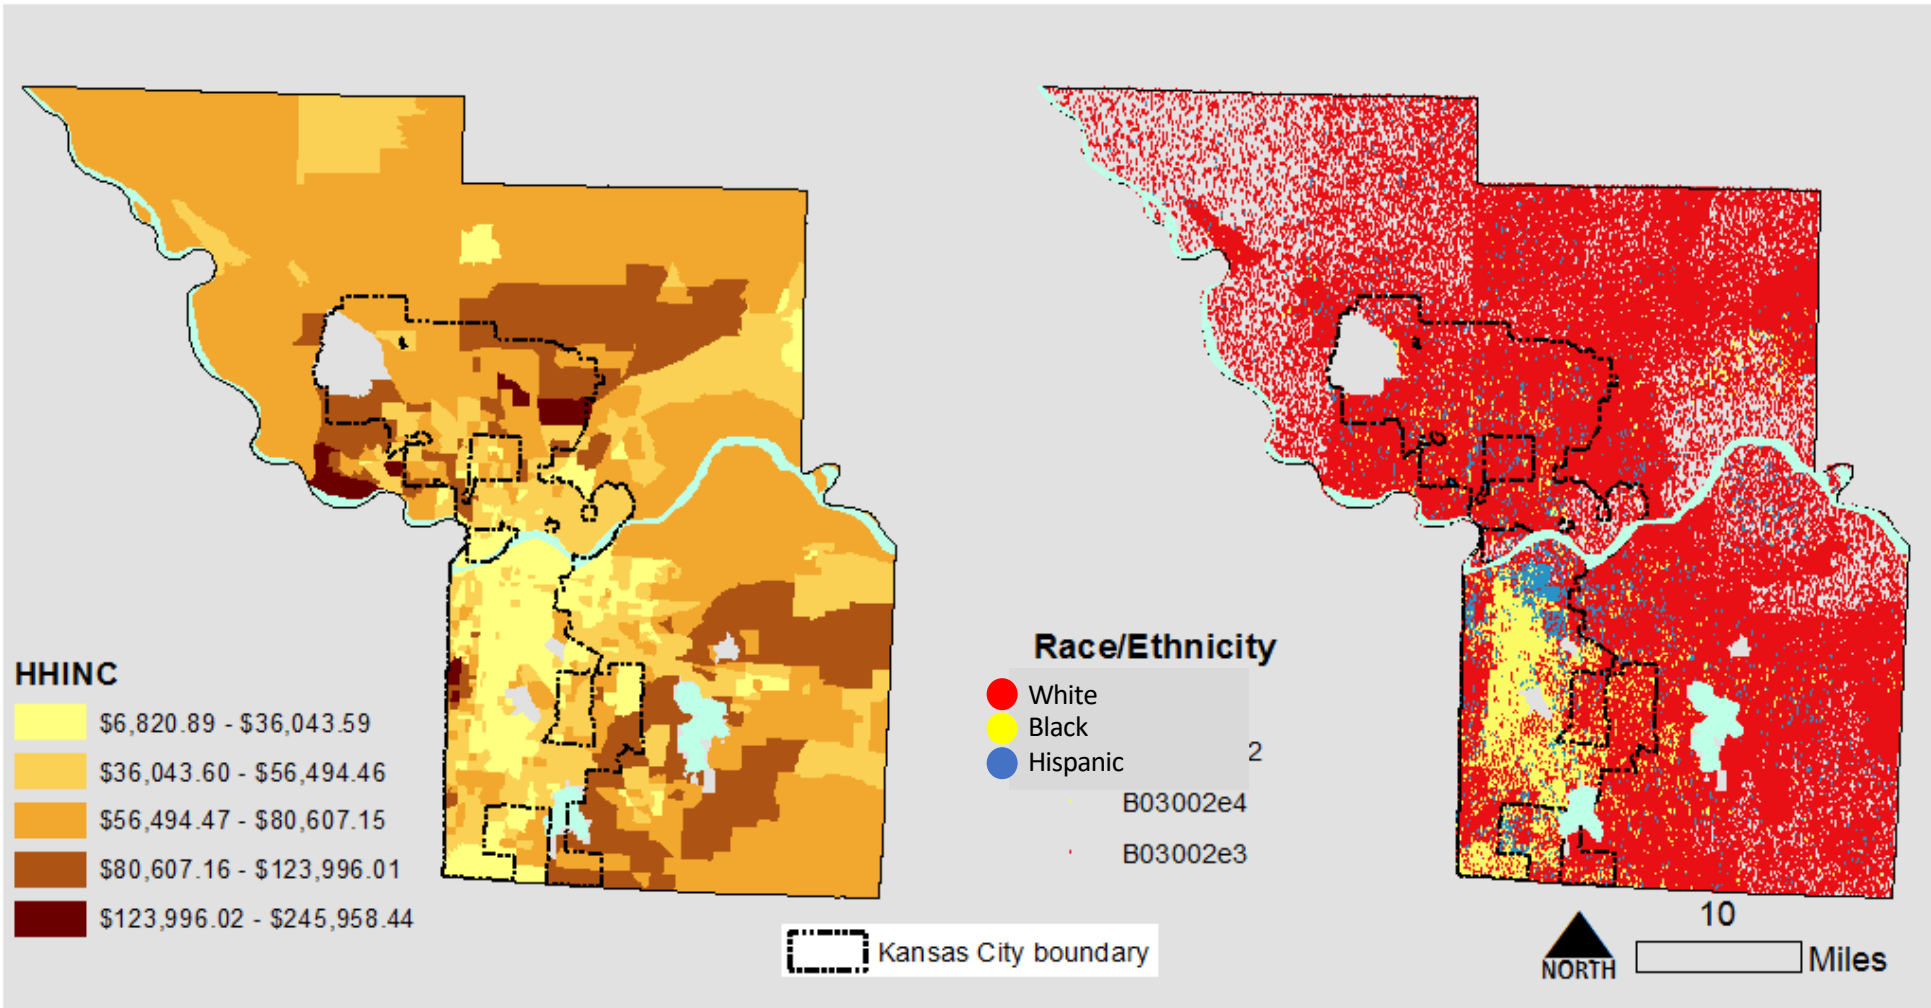 HHINC
$6,820.89 - $36,043.59
$36,043.60 - $56,494.46
$56,494.47 - $80,607.15
$80,607.16 - $123,996.01
$123,996.02 - $245,958.44
Race/Ethnicity
White
Black
Hispanic
2
B03002e4
B03002e3
Kansas City boundary
NORTH
10
Miles